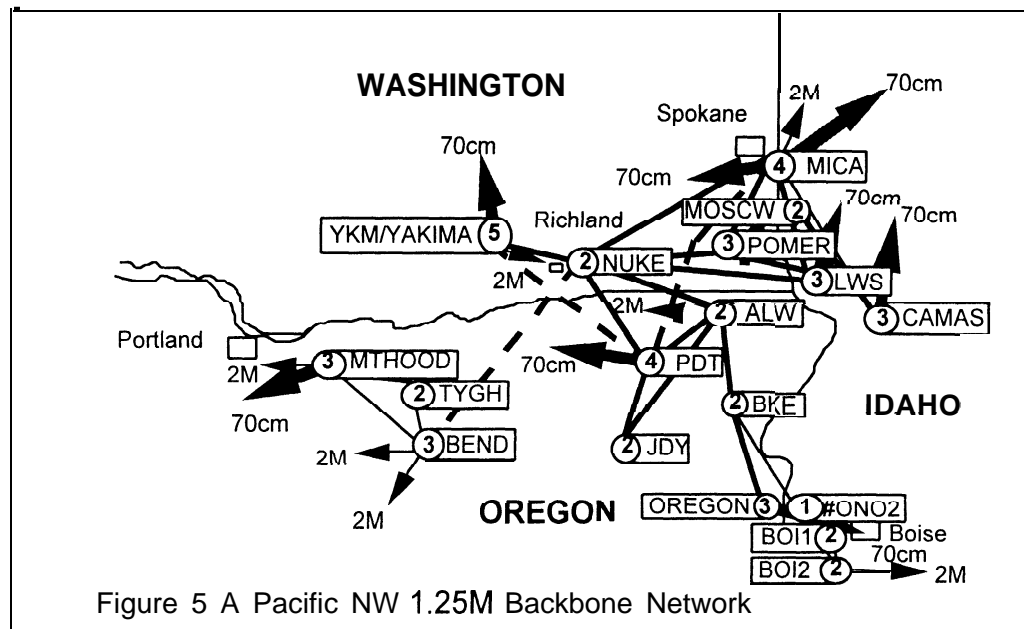 WASHINGTON
2M
70cm
Spokane
70cm
4 MICA
70cm
70cm
70cm
MOSCW 2
Richland
YKM/YAKIMA 5
3 POMER
2 NUKE
2M
3 LWS
2M
2 ALW
3 CAMAS
Portland
3 MTHOOD
2M
70cm
4 PDT
70cm
2 TYGH
2 BKE
IDAHO
3 BEND
2M
2 JDY
2M
OREGON
OREGON 3
1 #ONO2
BOI1 2
Boise
70cm
BOI2 2
2M
Figure 5 A Pacific NW 1.25M Backbone Network